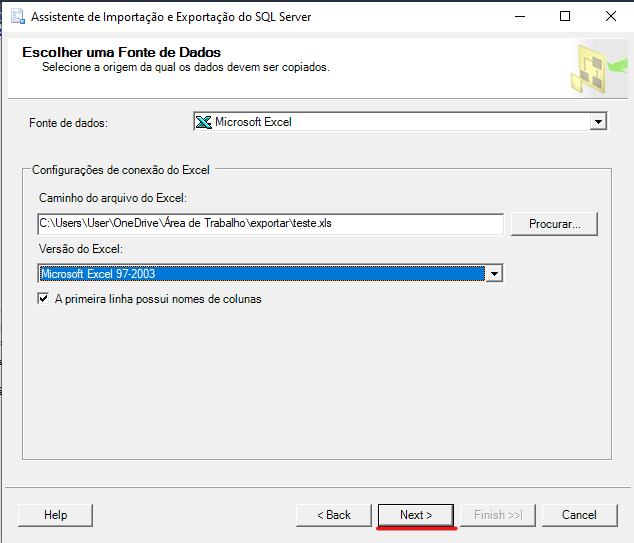 Assistente de Importação e Exportação do SQL Server
Escolher uma Fonte de Dados
Selecione a origem da qual os dados devem ser copiados.
Fonte de dados:
Microsoft Excel
Configurações de conexão do Excel
Caminho do arquivo do Excel:
C:\Users\User\OneDrive\Área de Trabalho\exportar\teste.xls
Procurar...
Versão do Excel:
Microsoft Excel 97-2003
A primeira linha possui nomes de colunas
Help
< Back
Next >
Finish >>|
Cancel